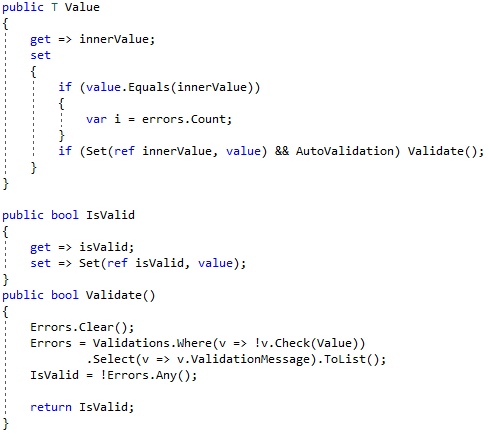 public T Value
{
    get => innerValue;
    set
    {
        if (value.Equals(innerValue))
        {
            var i = errors.Count;
        }
        if (Set(ref innerValue, value) && AutoValidation) Validate();
    }
}

public bool IsValid
{
    get => isValid;
    set => Set(ref isValid, value);
}
public bool Validate()
{
    Errors.Clear();
    Errors = Validations.Where(v => !v.Check(Value))
            .Select(v => v.ValidationMessage).ToList();
    IsValid = !Errors.Any();

    return IsValid;
}